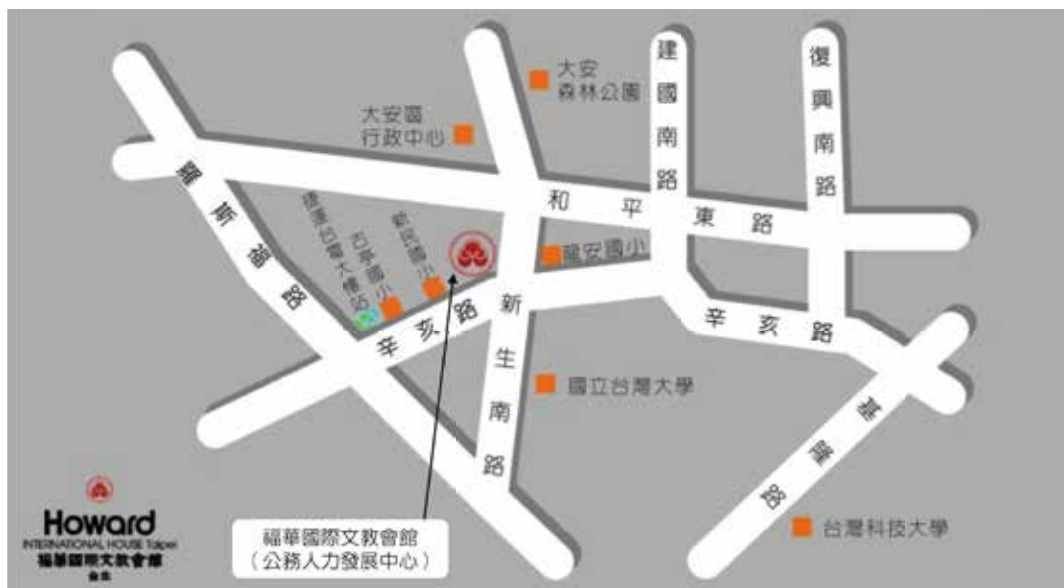 建國南路
復興南路
大安
森林公園
大安區
行政中心
羅斯福路
捷運台電大樓站
古亭國小
新民國小
和平東路
龍安國小
辛亥路
辛亥路
新生南路
國立台灣大學
基隆路
台灣科技大學
福華國際文教會館
（公務人力發展中心）
Howard
INTERNATIONAL HOUSE Taipei
福華國際文教會館
台北